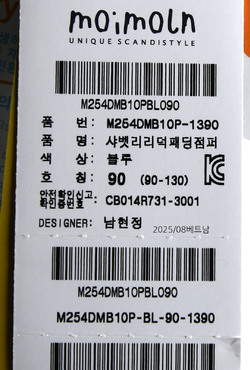 moimoln
UNIQUE SCANDISTYLE
M254DMB10PBL090
품 번: M254DMB10P-1390
품 명: 샤벳리리덕패딩점퍼
색 상: 블루
호 칭: 90 (90-130)
안전확인신고
확인증번호: CB014R731-3001
DESIGNER: 남현정
2025/08베트남
M254DMB10PBL090
M254DMB10P-BL-90-1390